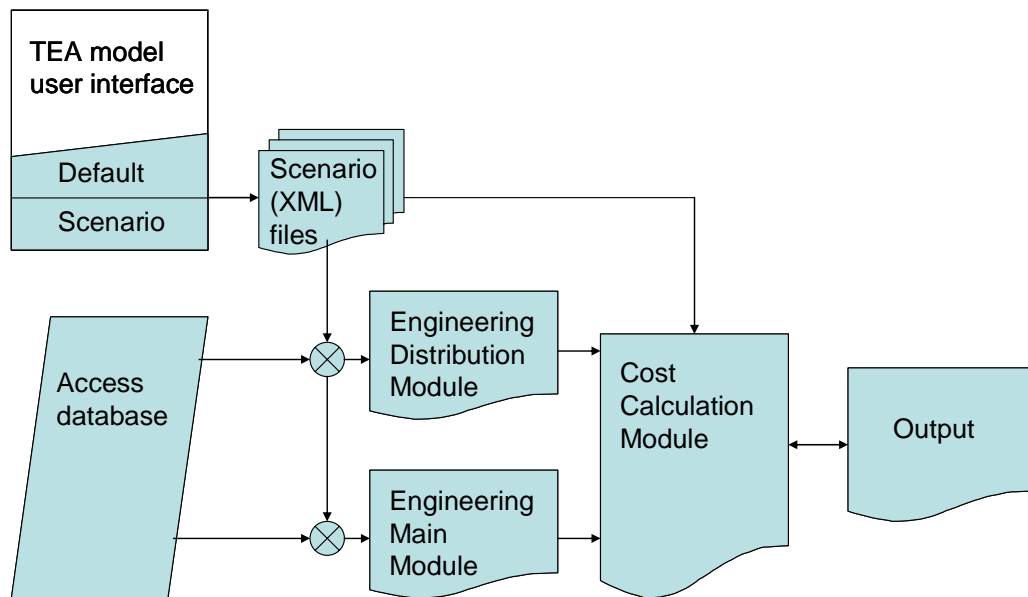 TEA model
user interface
Default
Scenario
Scenario
(XML)
files
Access
database
Engineering
Distribution
Module
Engineering
Main
Module
Cost
Calculation
Module
Output